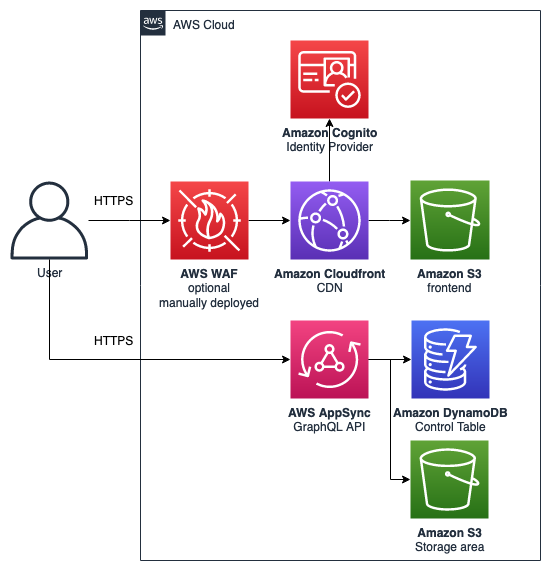 aws
AWS Cloud
Amazon Cognito
Identity Provider
HTTPS
User
AWS WAF
optional
manually deployed
Amazon Cloudfront
CDN
Amazon S3
frontend
HTTPS
AWS AppSync
GraphQL API
Amazon DynamoDB
Control Table
Amazon S3
Storage area